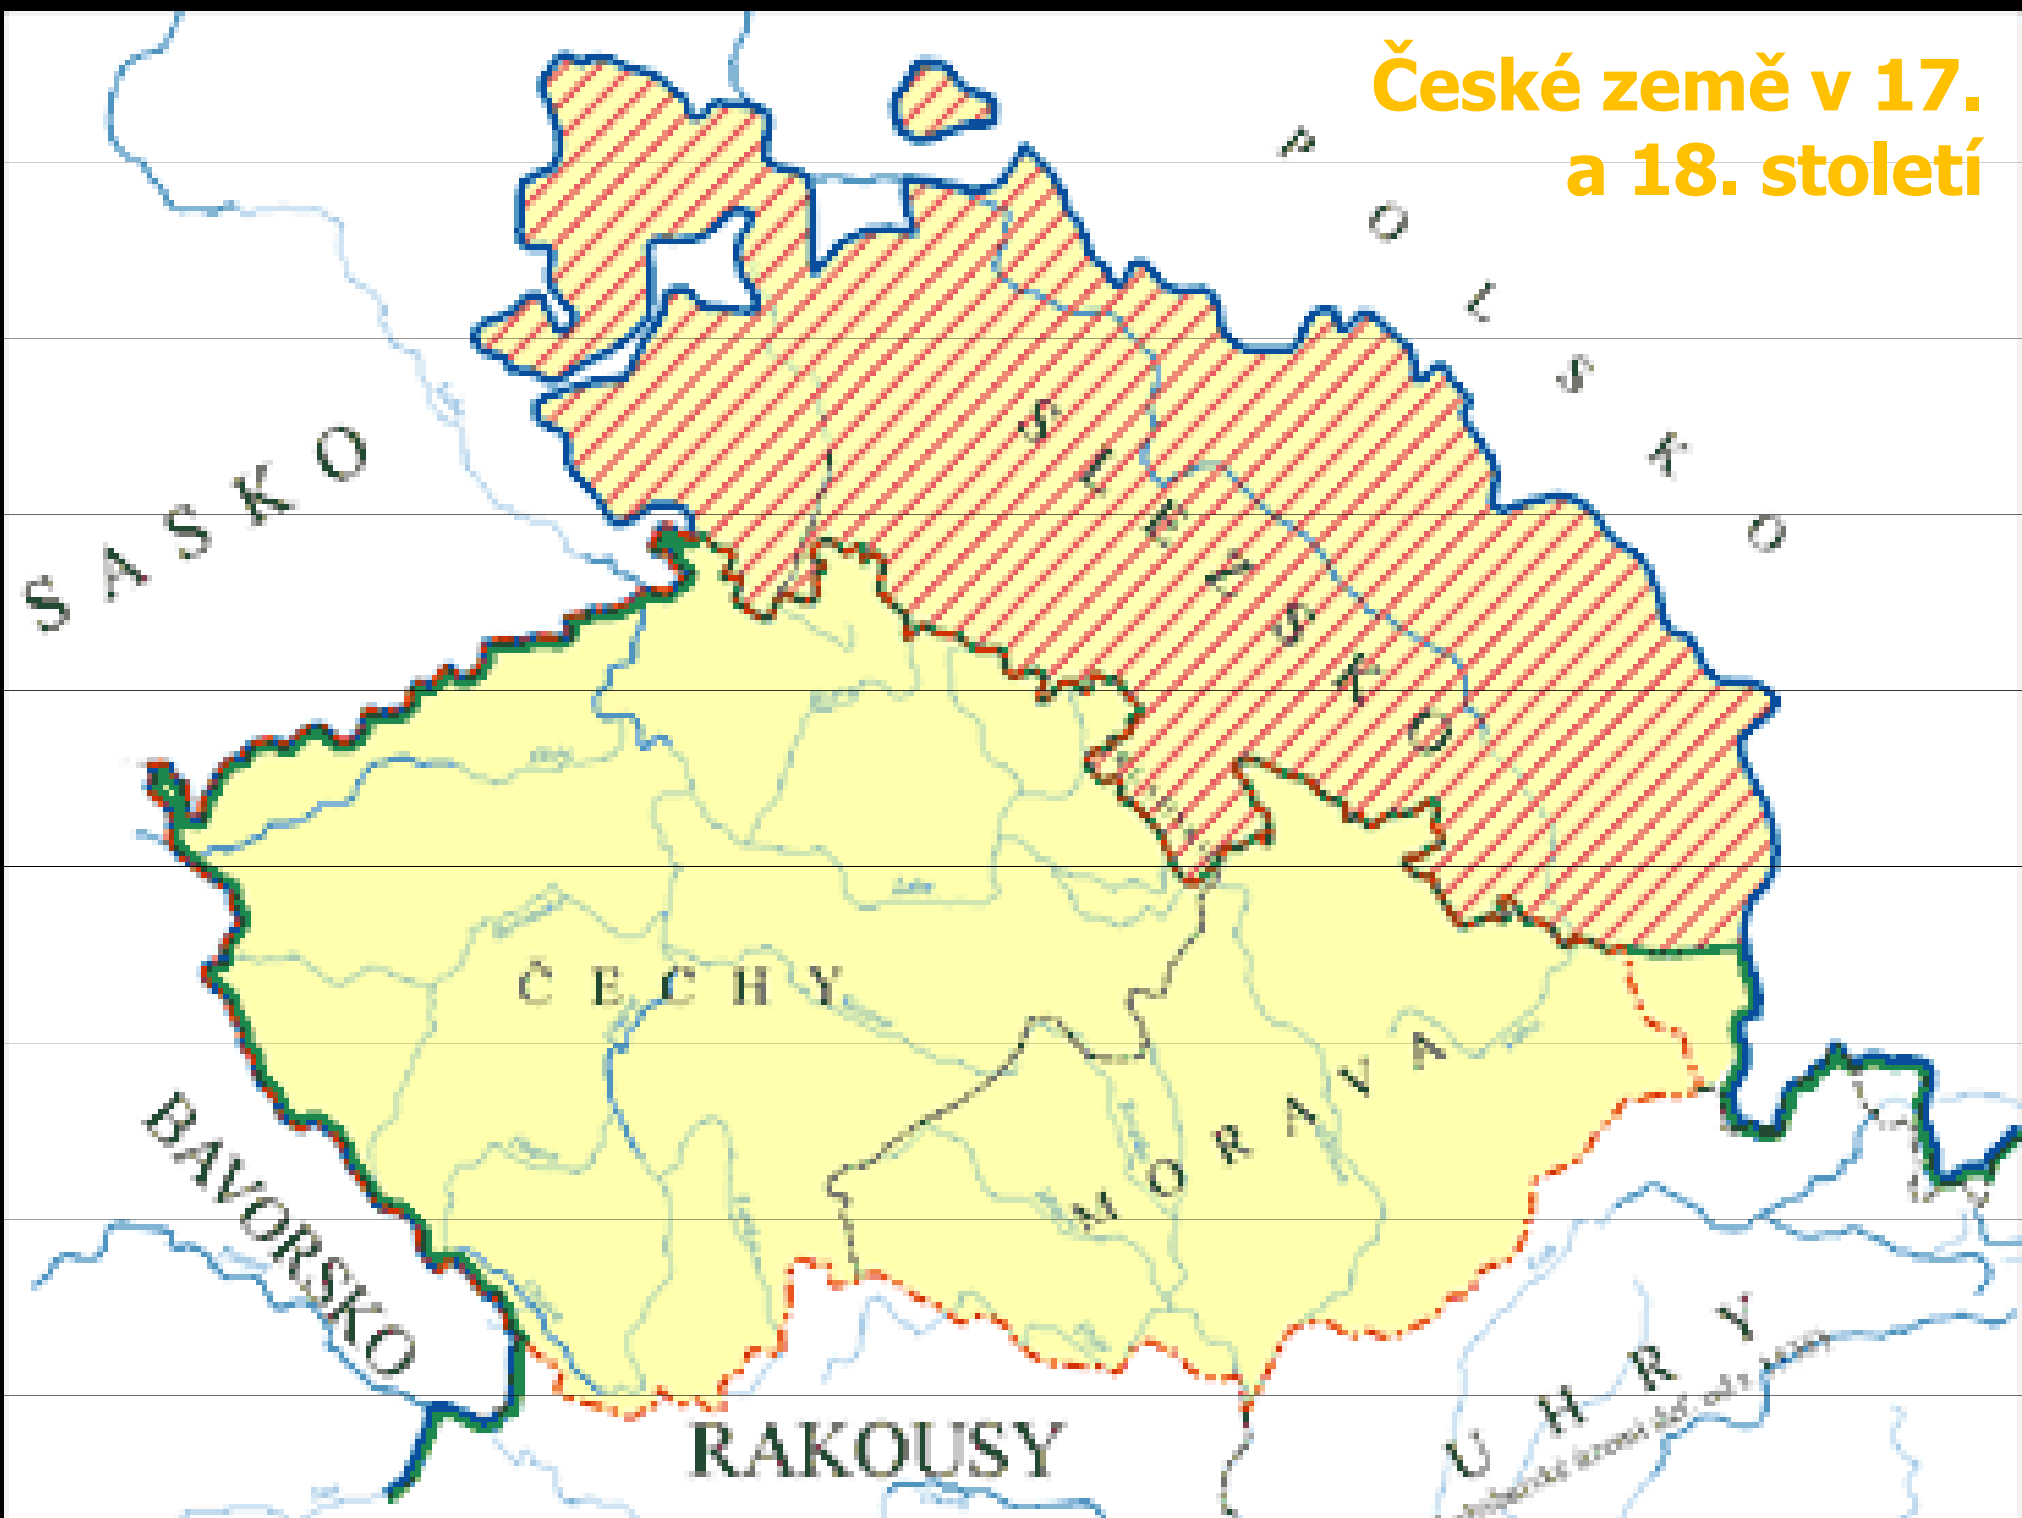 České země v 17.
a 18. století
POLSKO
SASKO
SLEZSKO
ČECHY
MORAVA
BAVORSKO
RAKOUSY
UHRY